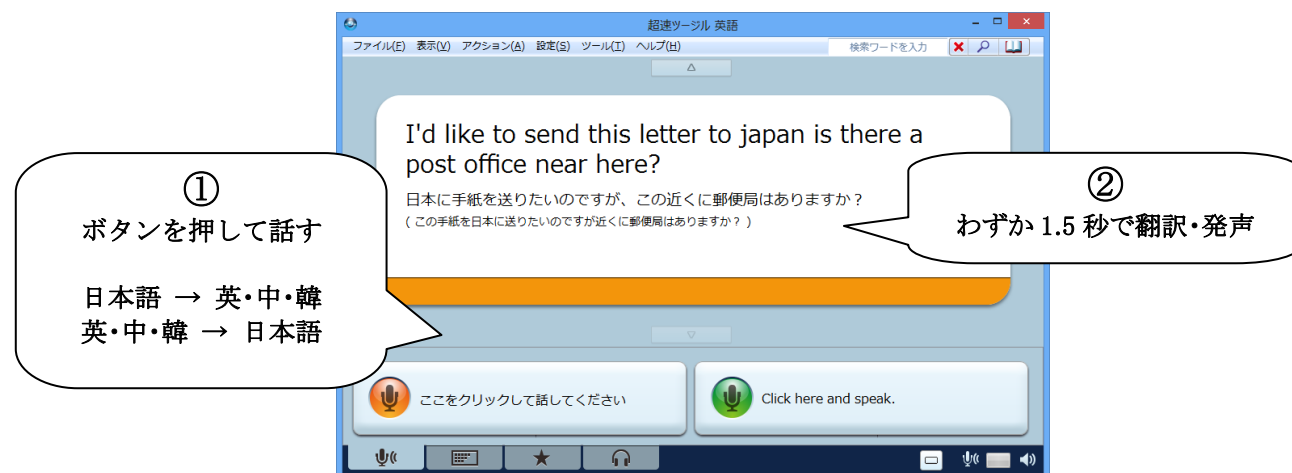 超速ツージル 英語
ファイル(F) 表示(V) アクション(A) 設定(S) ツール(T) ヘルプ(H)
検索ワードを入力
I'd like to send this letter to japan is there a
post office near here?
日本に手紙を送りたいのですが、この近くに郵便局はありますか？
( この手紙を日本に送りたいのですが近くに郵便局はありますか？ )
①
ボタンを押して話す
日本語 → 英・中・韓
英・中・韓 → 日本語
②
わずか 1.5 秒で翻訳・発声
ここをクリックして話してください
Click here and speak.